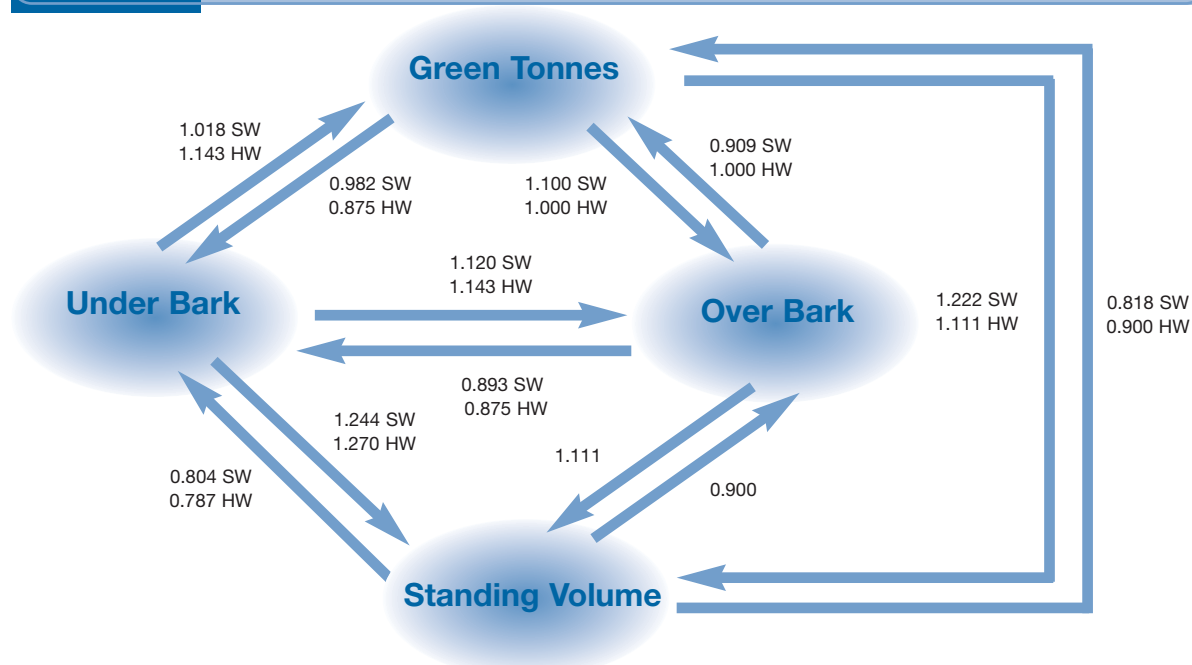 Green Tonnes
1.018 SW
1.143 HW
0.982 SW
0.875 HW
1.100 SW
1.000 HW
0.909 SW
1.000 HW
Under Bark
1.120 SW
1.143 HW
Over Bark
1.222 SW
1.111 HW
0.818 SW
0.900 HW
0.893 SW
0.875 HW
1.244 SW
1.270 HW
1.111
0.804 SW
0.787 HW
0.900
Standing Volume